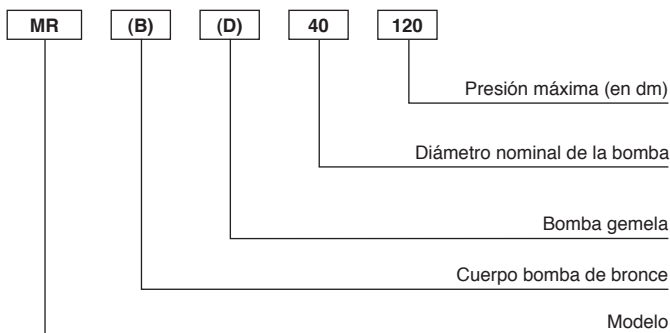 MR (B) (D) 40 120
Presión máxima (en dm)
Diámetro nominal de la bomba
Bomba gemela
Cuerpo bomba de bronce
Modelo